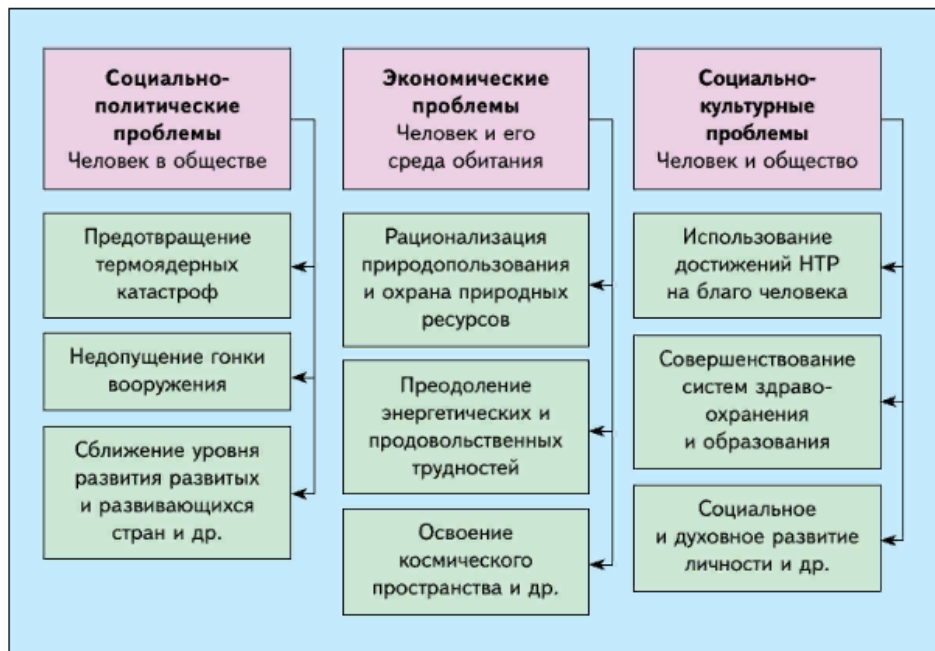 Социально-
политические
проблемы
Человек в обществе
Предотвращение
термоядерных
катастроф
Недопущение гонки
вооружения
Сближение уровня
развития развитых
и развивающихся
стран и др.
Экономические
проблемы
Человек и его
среда обитания
Рационализация
природопользования
и охрана природных
ресурсов
Преодоление
энергетических и
продовольственных
трудностей
Освоение
космического
пространства и др.
Социально-
культурные
проблемы
Человек и общество
Использование
достижений НТР
на благо человека
Совершенствование
систем здраво-
охранения
и образования
Социальное
и духовное развитие
личности и др.